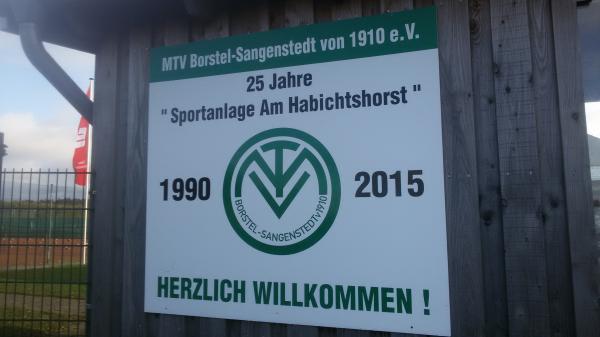 MTV Borstel-Sangenstedt von 1910 e.V.
25 Jahre
" Sportanlage Am Habichtshorst "
1990
MTV
BORSTEL-SANGENSTEDT v 1910
2015
HERZLICH WILLKOMMEN !